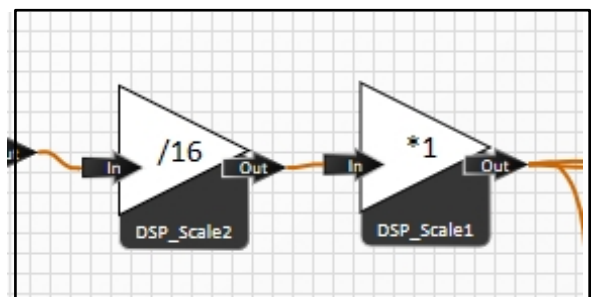 /16
In
Out
DSP_Scale2
*1
In
Out
DSP_Scale1